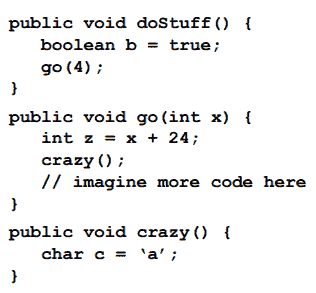 public void doStuff() {
boolean b = true;
go(4);
}
public void go(int x) {
int z = x + 24;
crazy();
// imagine more code here
}
public void crazy() {
char c = ‘a’;
}